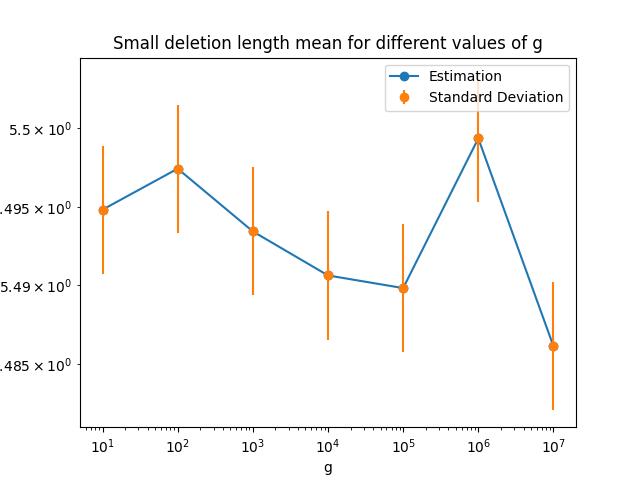 Small deletion length mean for different values of g
Estimation
Standard Deviation
5.5 × 10⁰
.495 × 10⁰
5.49 × 10⁰
.485 × 10⁰
10¹ 10² 10³ 10⁴ 10⁵ 10⁶ 10⁷
g